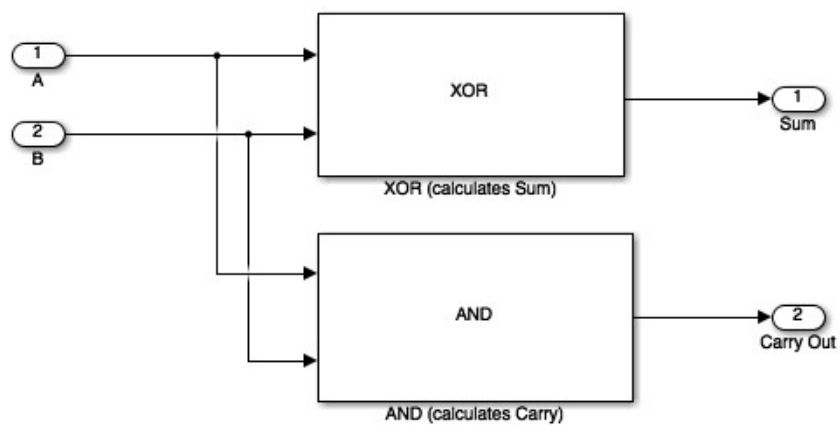 1
A
2
B
XOR
XOR (calculates Sum)
1
Sum
AND
AND (calculates Carry)
2
Carry Out